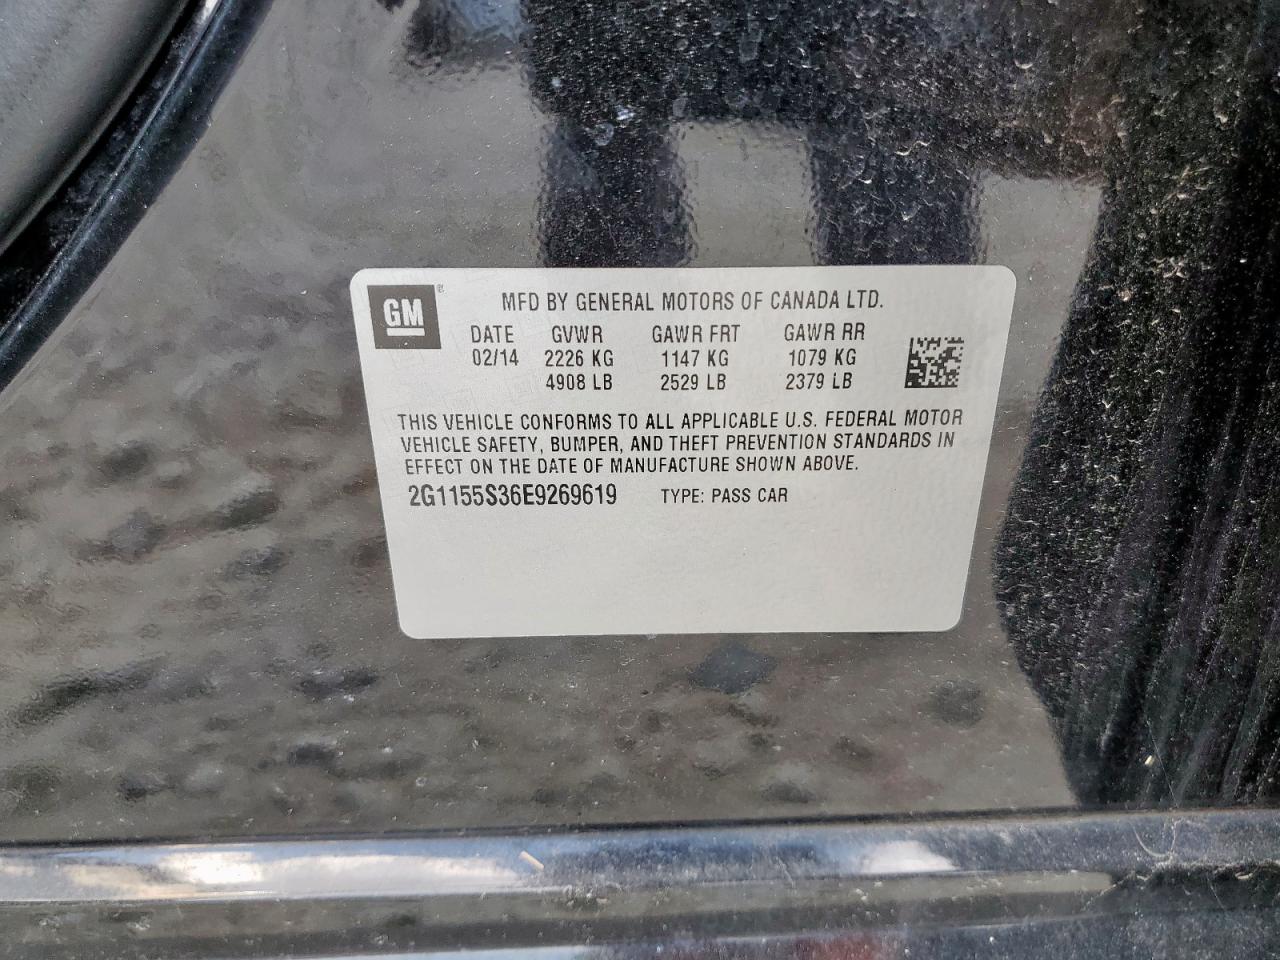 GM ®
MFD BY GENERAL MOTORS OF CANADA LTD.
DATE GVWR GAWR FRT GAWR RR
02/14 2226 KG 1147 KG 1079 KG
4908 LB 2529 LB 2379 LB
THIS VEHICLE CONFORMS TO ALL APPLICABLE U.S. FEDERAL MOTOR
VEHICLE SAFETY, BUMPER, AND THEFT PREVENTION STANDARDS IN
EFFECT ON THE DATE OF MANUFACTURE SHOWN ABOVE.
2G1155S36E9269619 TYPE: PASS CAR